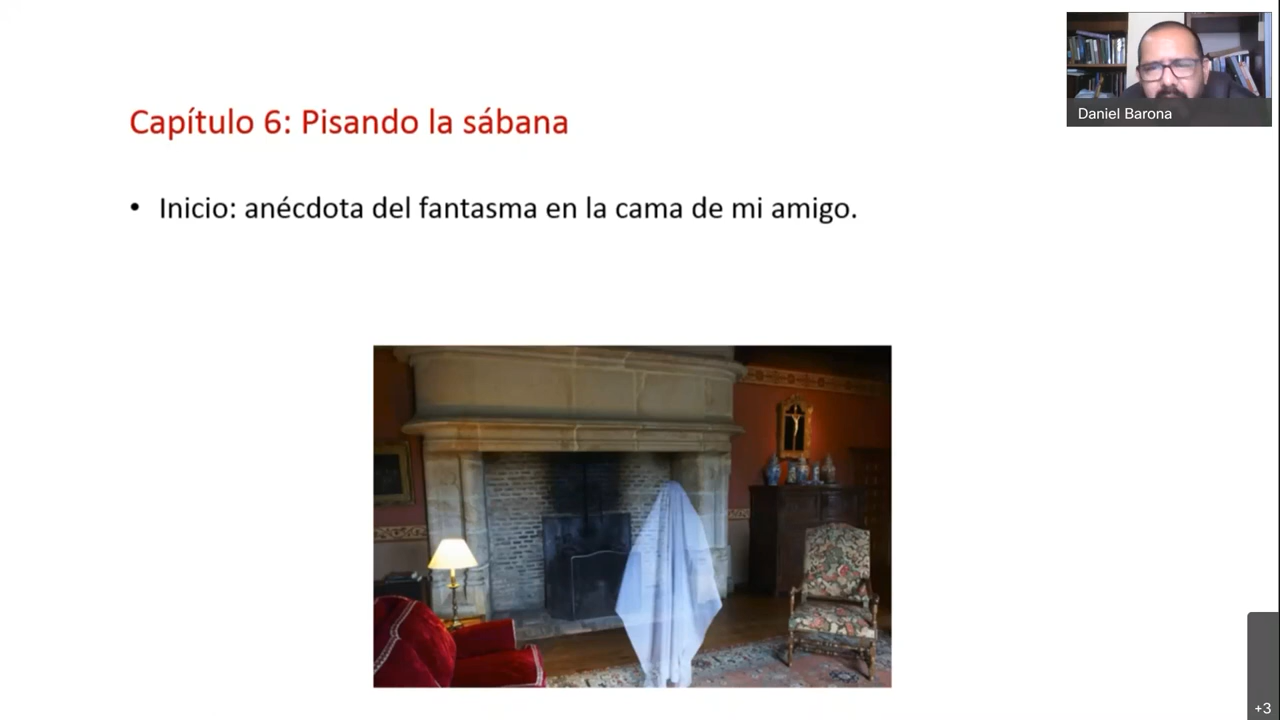 Capítulo 6: Pisando la sábana
• Inicio: anécdota del fantasma en la cama de mi amigo.
Daniel Barona
+3